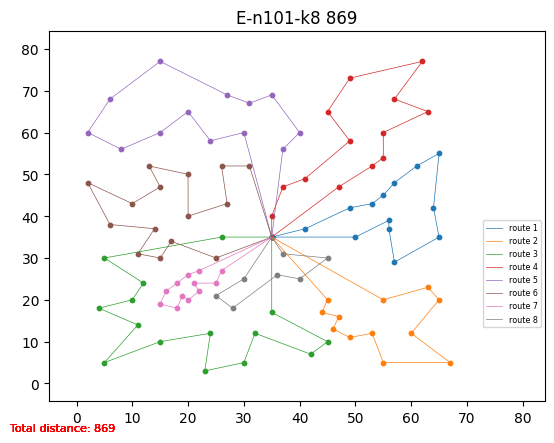 E-n101-k8 869
80
70
60
50
40
30
20
10
0
route 1
route 2
route 3
route 4
route 5
route 6
route 7
route 8
0 10 20 30 40 50 60 70 80
Total distance: 869